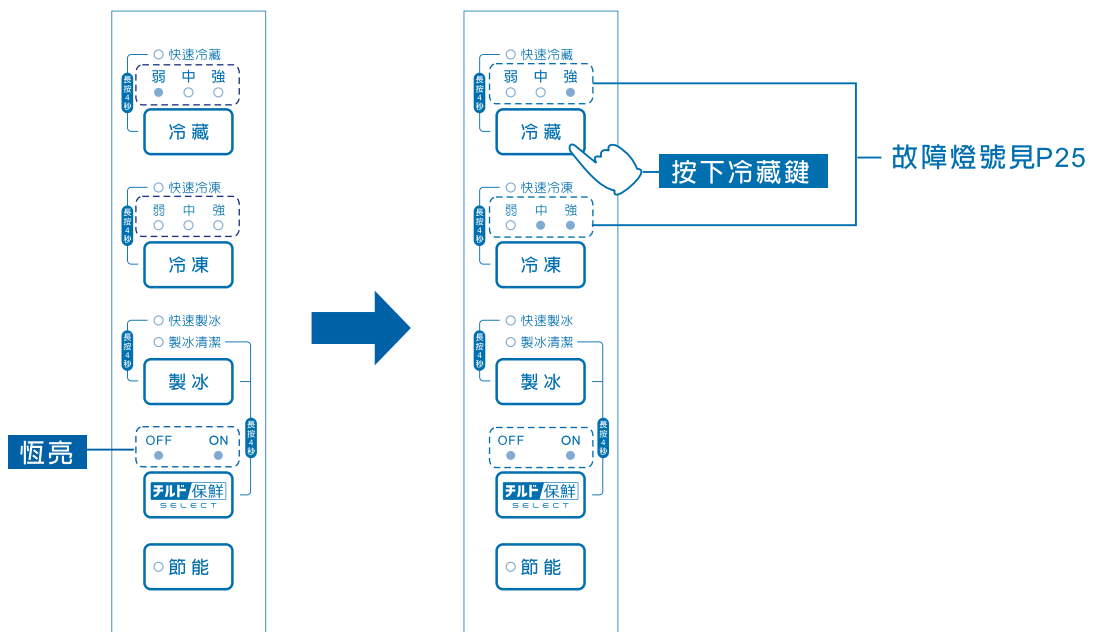 快速冷藏
弱 中 強
長按4秒
冷藏
快速冷凍
弱 中 強
長按4秒
冷凍
快速製冰
製冰清潔
長按4秒
製冰
恆亮
OFF ON
長按4秒
チルド 保鮮
SELECT
節能
快速冷藏
弱 中 強
長按4秒
冷藏
按下冷藏鍵
故障燈號見P25
快速冷凍
弱 中 強
長按4秒
冷凍
快速製冰
製冰清潔
長按4秒
製冰
OFF ON
長按4秒
チルド 保鮮
SELECT
節能